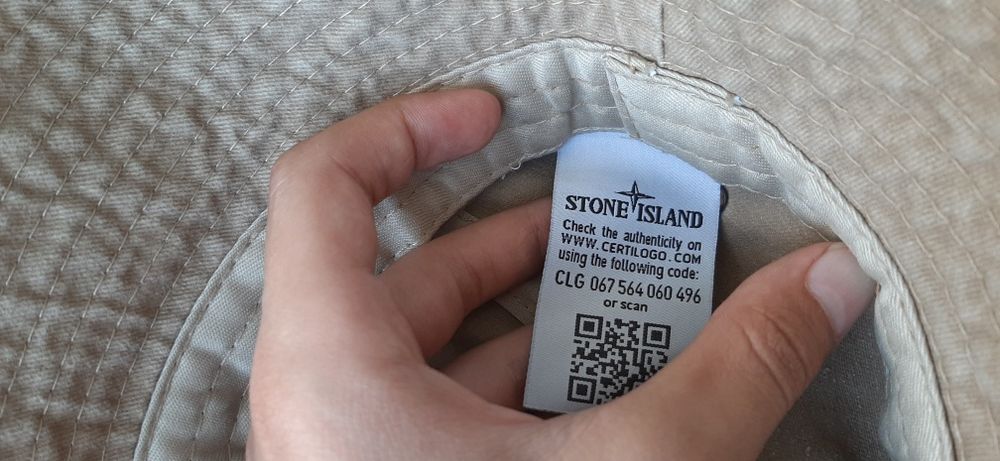 STONE ISLAND
Check the authenticity on
WWW.CERTILOGO.COM
using the following code:
CLG 067 564 060 496
or scan